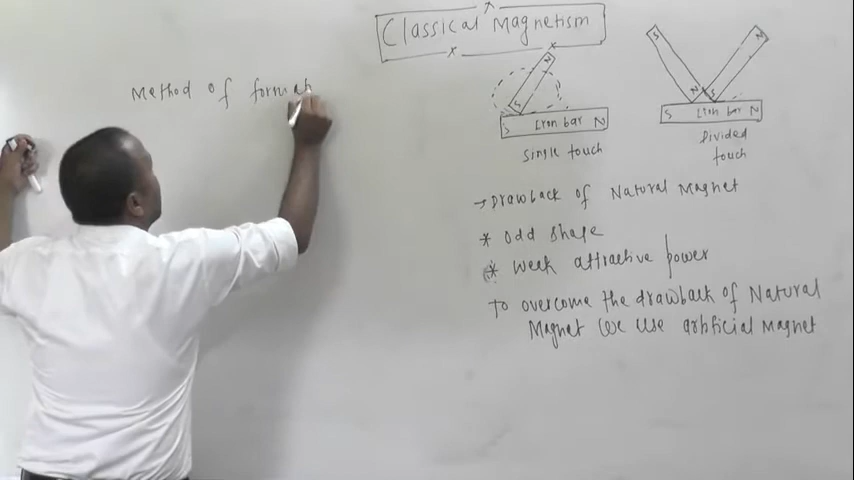 Classical Magnetism
Method of format
S N
N S
S N
S Iron bar N
S Iron bar N
Single touch
Divided
touch
→ Drawback of Natural Magnet
* odd shape
* Weak attractive power
To overcome the drawback of Natural
Magnet We Use artificial Magnet